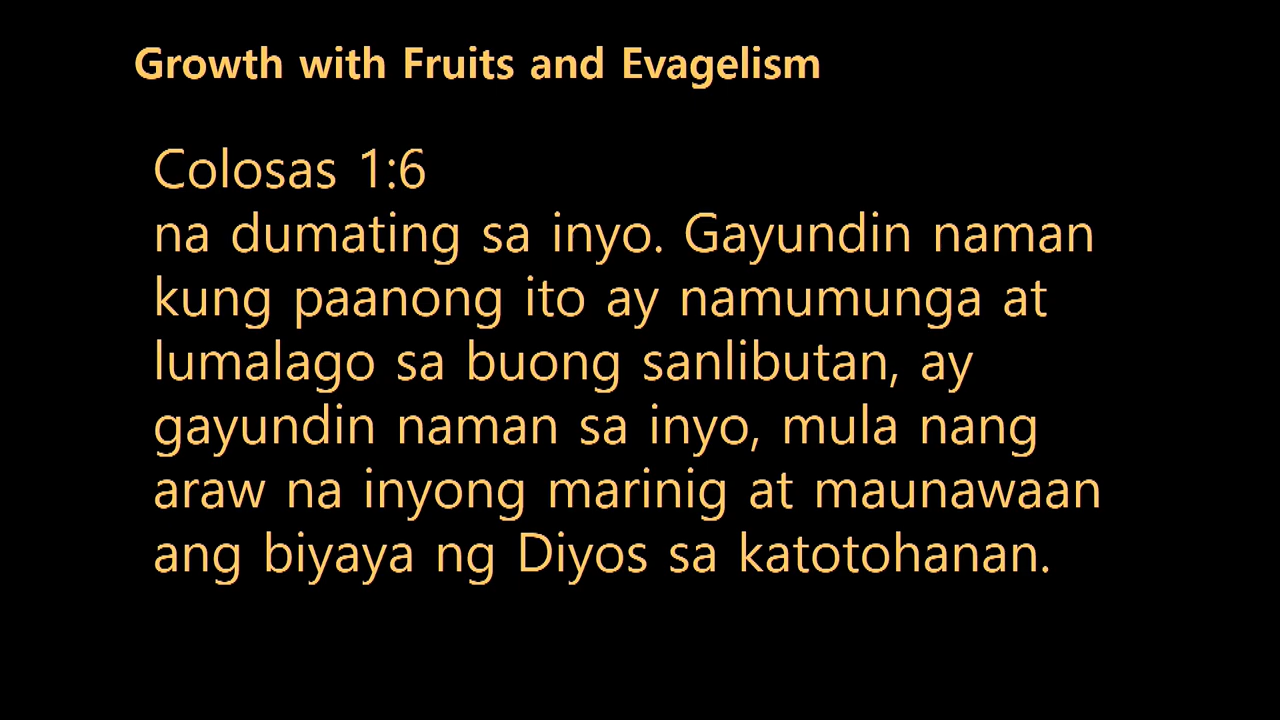 Growth with Fruits and Evagelism
Colosas 1:6
na dumating sa inyo. Gayundin naman
kung paanong ito ay namumunga at
lumalago sa buong sanlibutan, ay
gayundin naman sa inyo, mula nang
araw na inyong marinig at maunawaan
ang biyaya ng Diyos sa katotohanan.